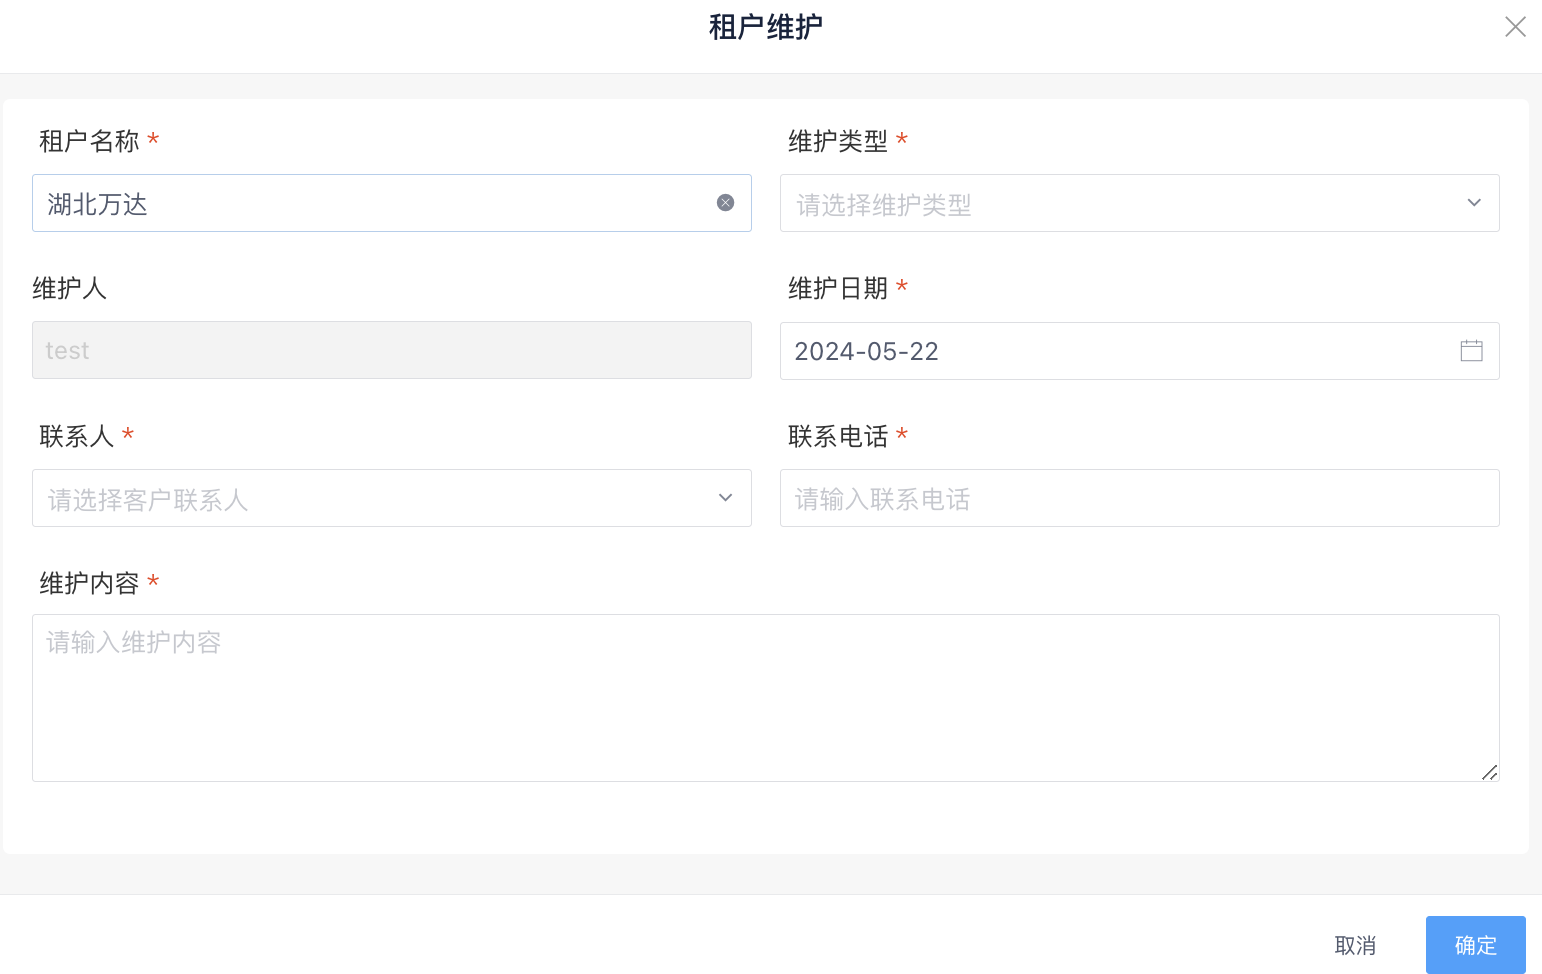 租户维护
租户名称 *
维护类型 *
湖北万达
请选择维护类型
维护人
维护日期 *
test
2024-05-22
联系人 *
联系电话 *
请选择客户联系人
请输入联系电话
维护内容 *
请输入维护内容
取消
确定